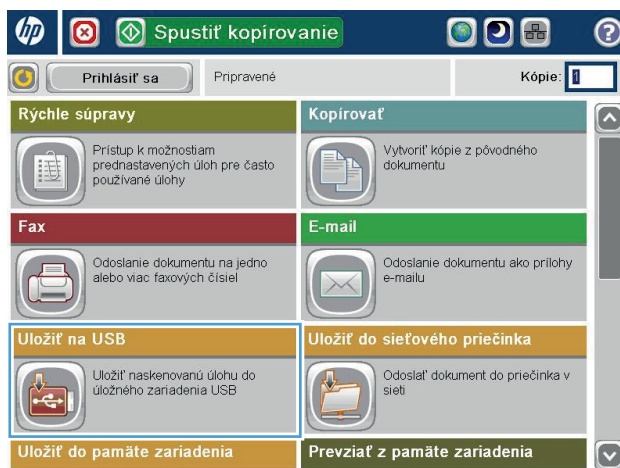 hp
Spustiť kopírovanie
?
Prihlásiť sa
Pripravené
Kópie: 1
Rýchle súpravy
Prístup k možnostiam
prednastavených úloh pre často
používané úlohy
Kopírovať
Vytvoriť kópie z pôvodného
dokumentu
Fax
Odoslanie dokumentu na jedno
alebo viac faxových čísiel
E-mail
Odoslanie dokumentu ako prílohy
e-mailu
Uložiť na USB
Uložiť naskenovanú úlohu do
úložného zariadenia USB
Uložiť do sieťového priečinka
Odoslať dokument do priečinka v
sieti
Uložiť do pamäte zariadenia
Prevziať z pamäte zariadenia